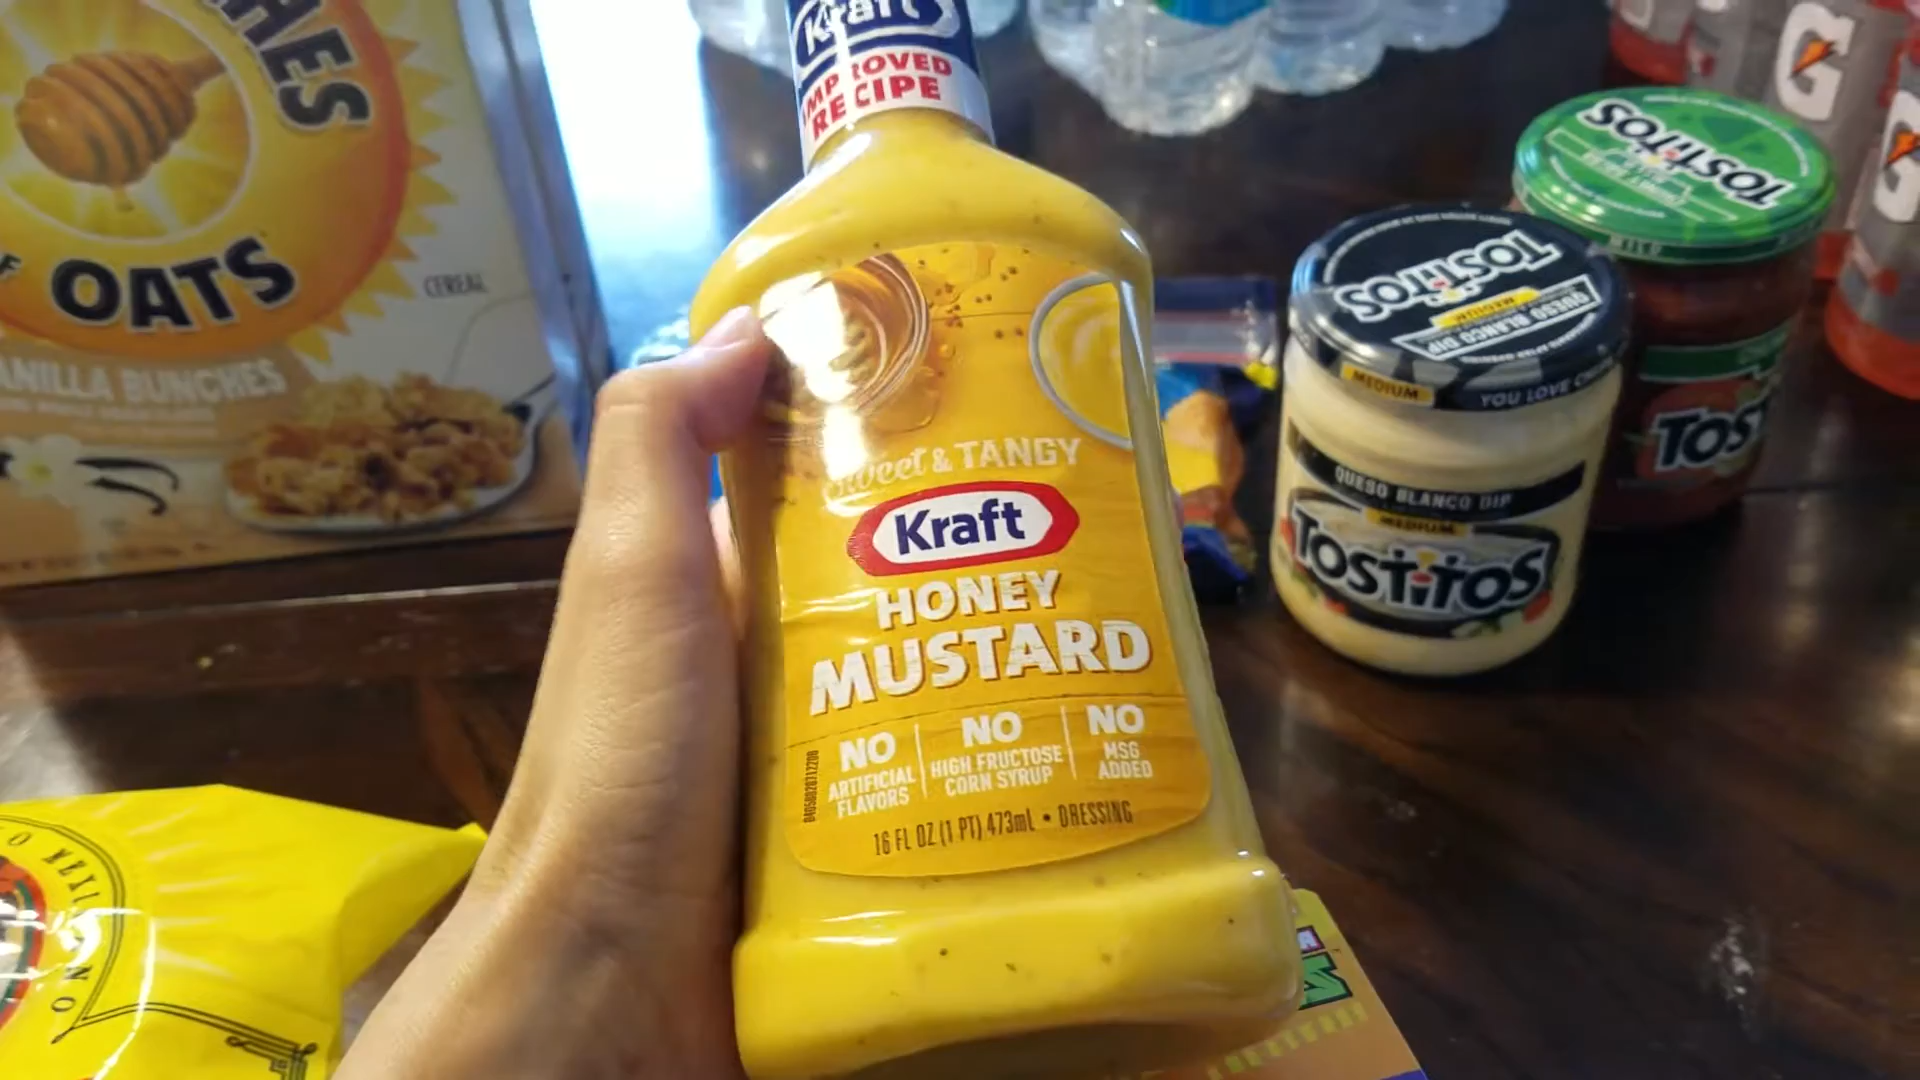 Kraft
IMPROVED
RECIPE
Sweet & TANGY
Kraft
HONEY
MUSTARD
NO
ARTIFICIAL
FLAVORS
NO
HIGH FRUCTOSE
CORN SYRUP
NO
MSG
ADDED
16 FL OZ (1 PT) 473mL • DRESSING
OATS
CEREAL
VANILLA BUNCHES
TOSTITOS
MEDIUM
QUESO BLANCO DIP
MEDIUM
YOU LOVE
QUESO BLANCO DIP
MEDIUM
TOSTITOS
TOSTITOS
MILD
TOS
G
G